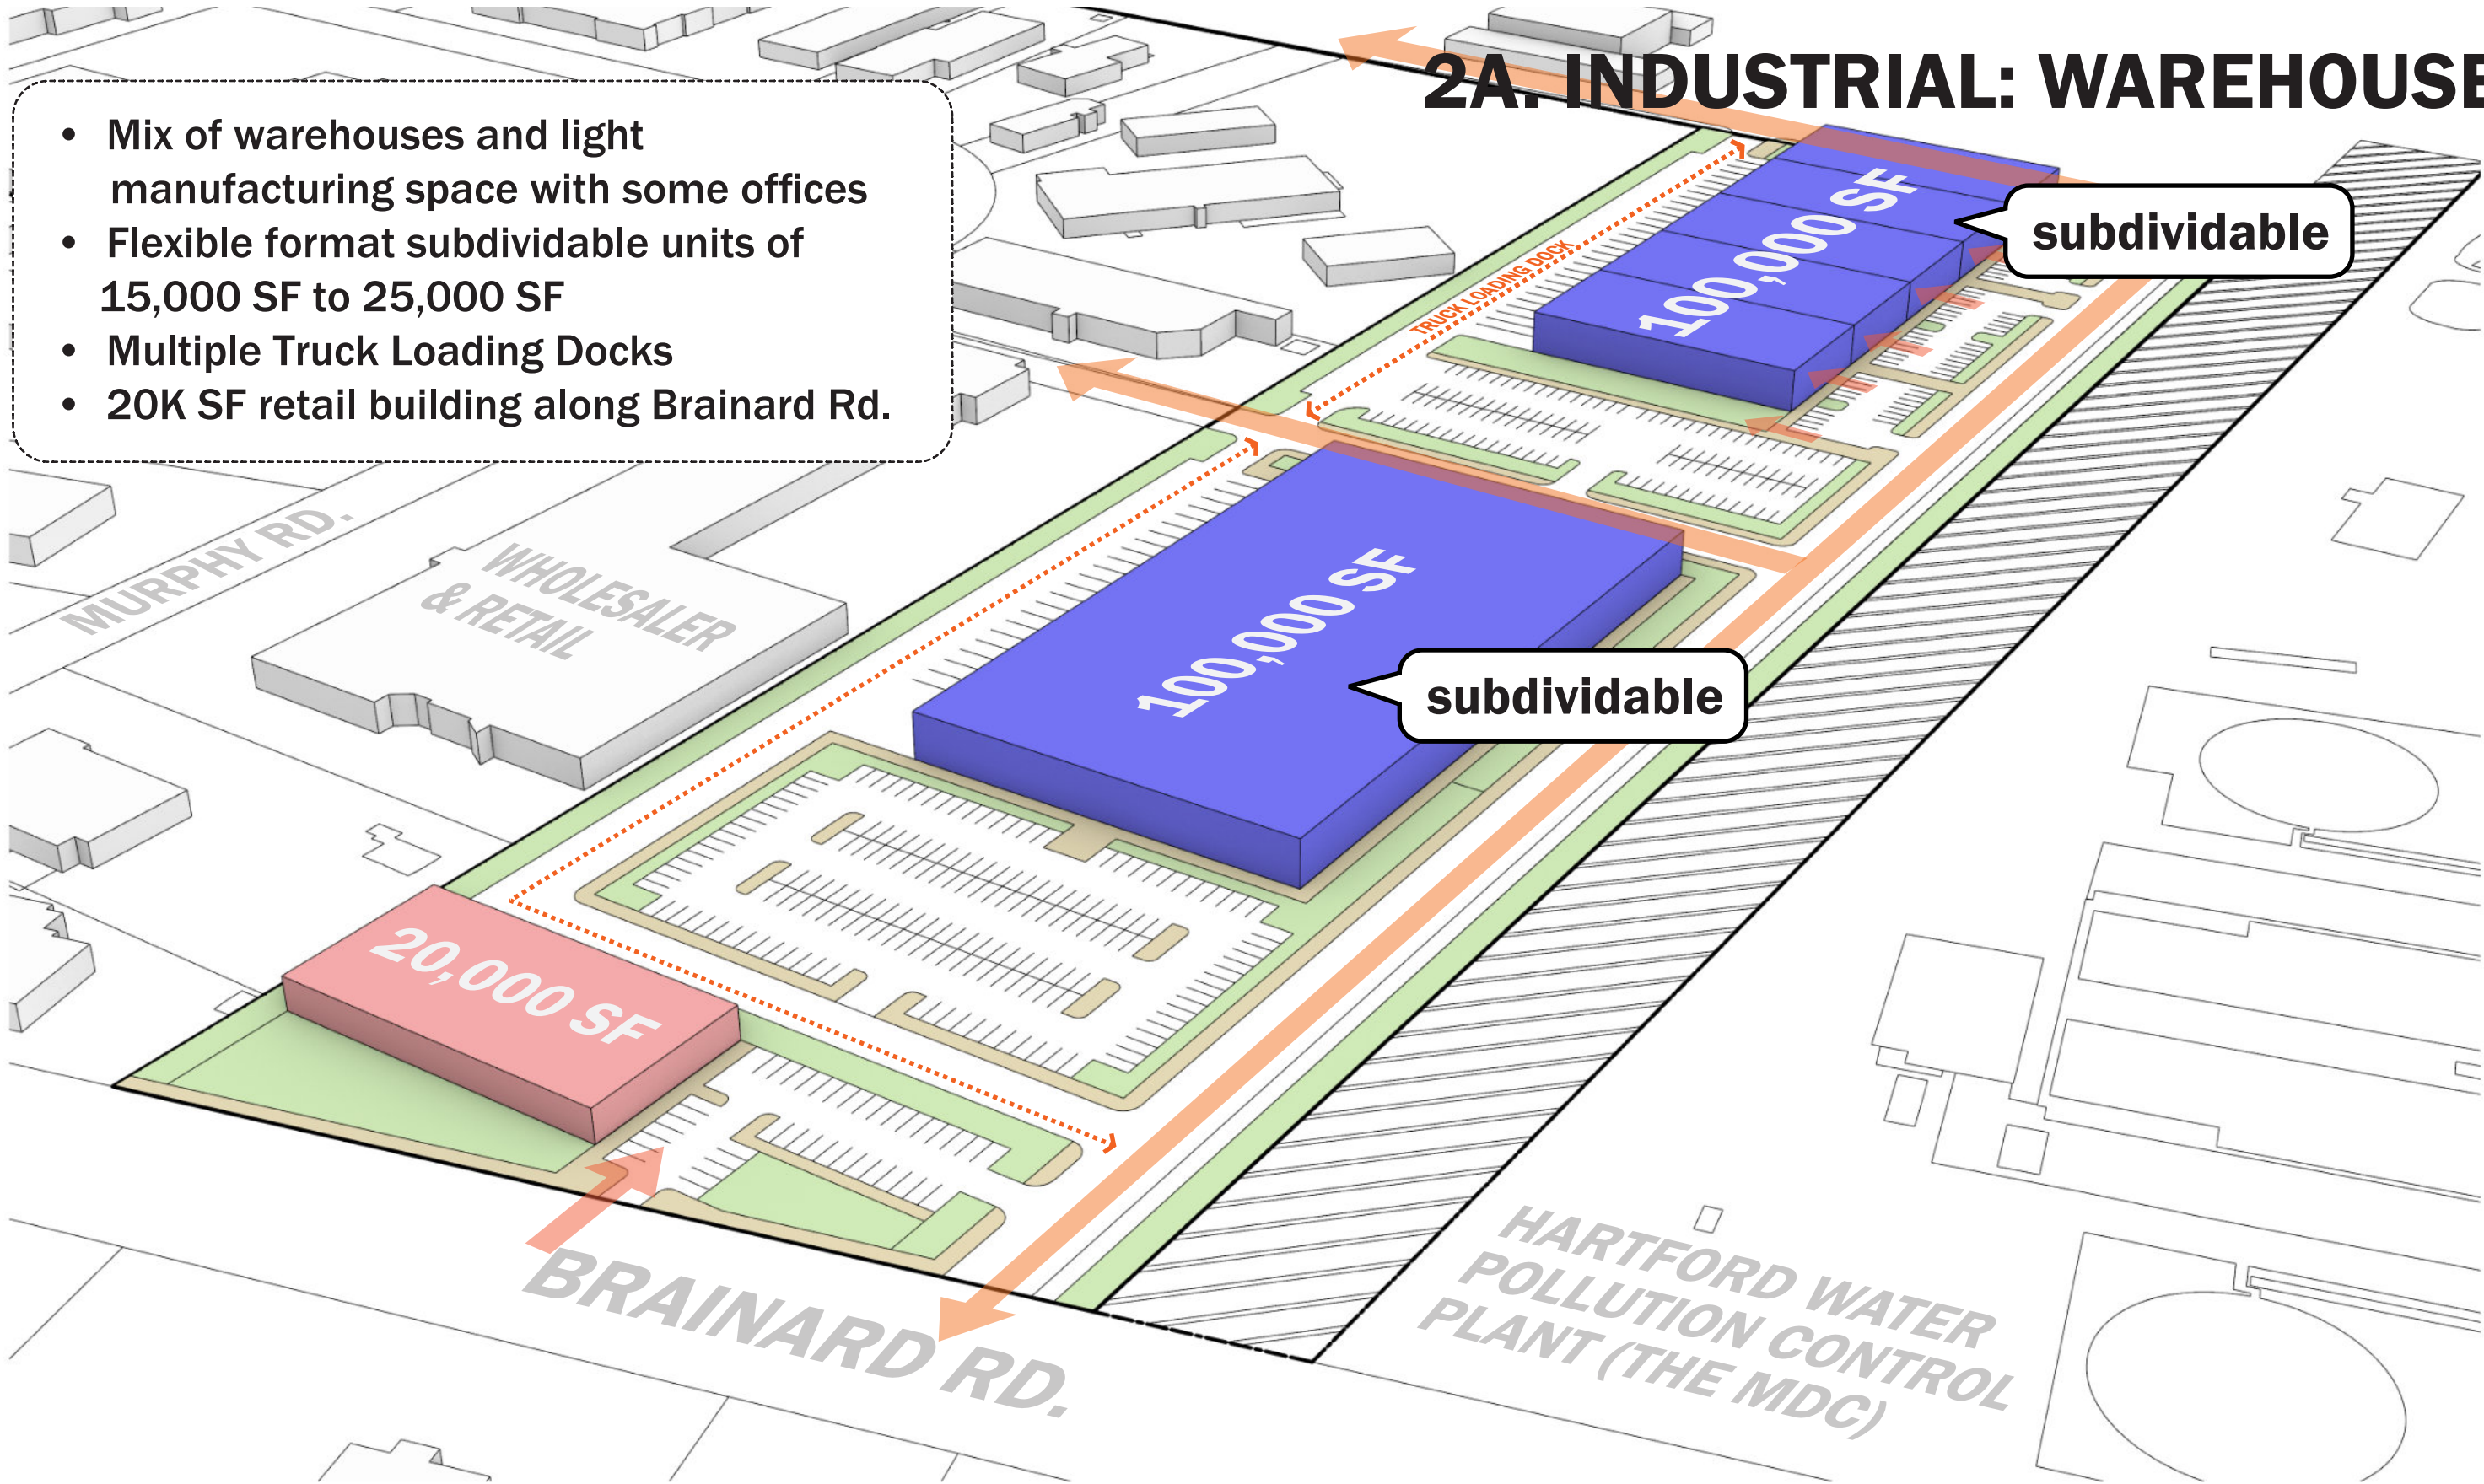 2A. INDUSTRIAL: WAREHOUSE
• Mix of warehouses and light
manufacturing space with some offices
• Flexible format subdividable units of
15,000 SF to 25,000 SF
• Multiple Truck Loading Docks
• 20K SF retail building along Brainard Rd.
100,000 SF
subdividable
TRUCK LOADING DOCK
MURPHY RD.
WHOLESALER
& RETAIL
100,000 SF
subdividable
20,000 SF
BRAINARD RD.
HARTFORD WATER
POLLUTION CONTROL
PLANT (THE MDC)